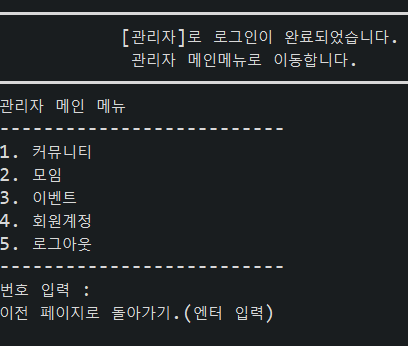 [관리자]로 로그인이 완료되었습니다.
관리자 메인메뉴로 이동합니다.
관리자 메인 메뉴
--------------------------
1. 커뮤니티
2. 모임
3. 이벤트
4. 회원계정
5. 로그아웃
--------------------------
번호 입력 :
이전 페이지로 돌아가기.(엔터 입력)